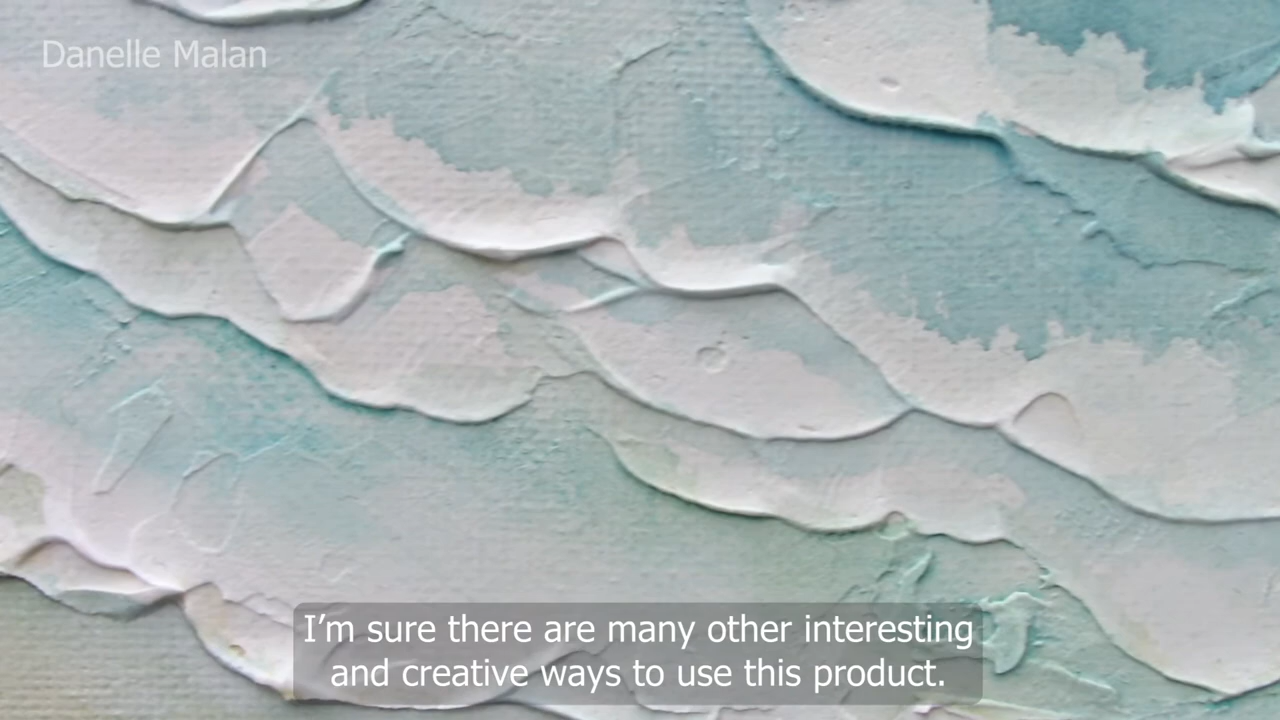 Danelle Malan
I’m sure there are many other interesting
and creative ways to use this product.